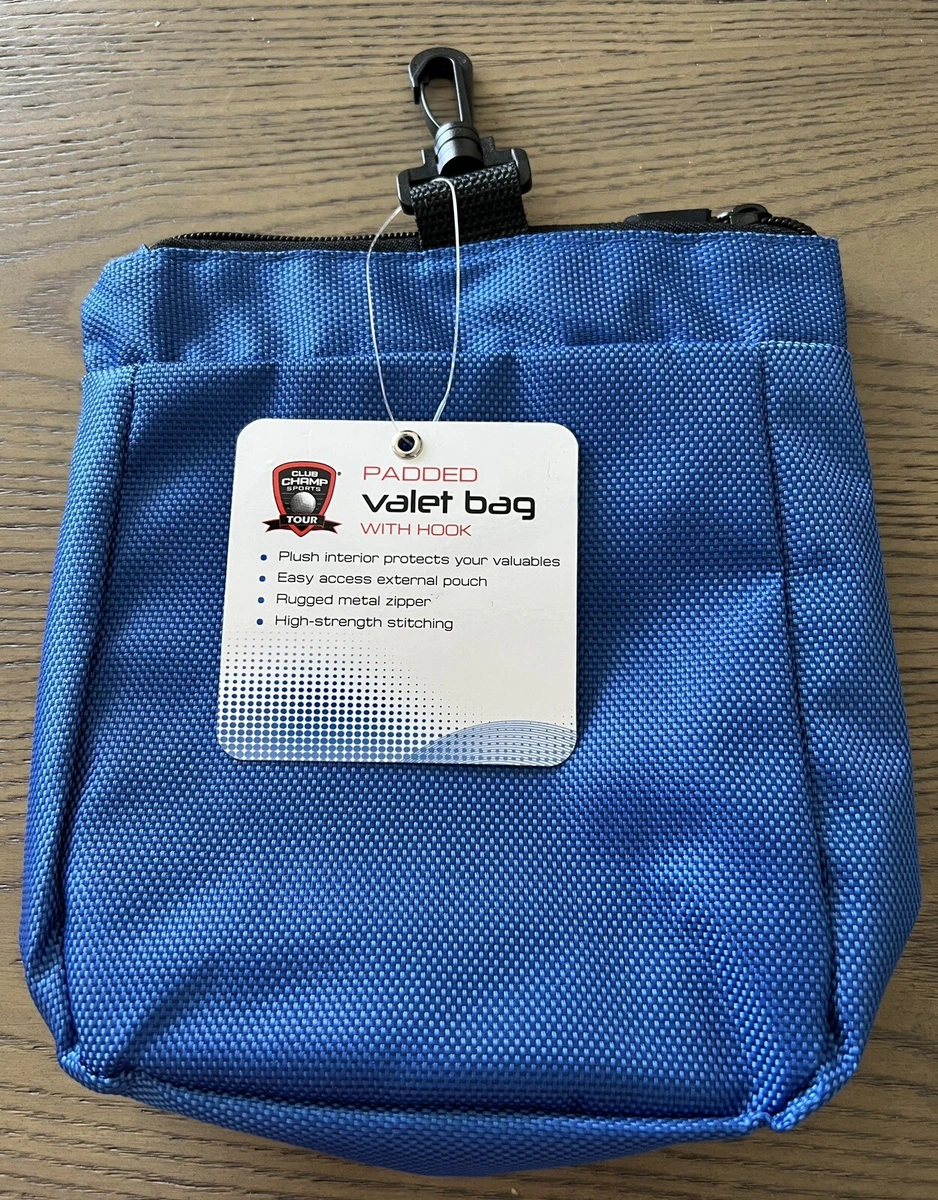 CLUB
CHAMP
SPORTS
TOUR
PADDED
valet bag
WITH HOOK
• Plush interior protects your valuables
• Easy access external pouch
• Rugged metal zipper
• High-strength stitching